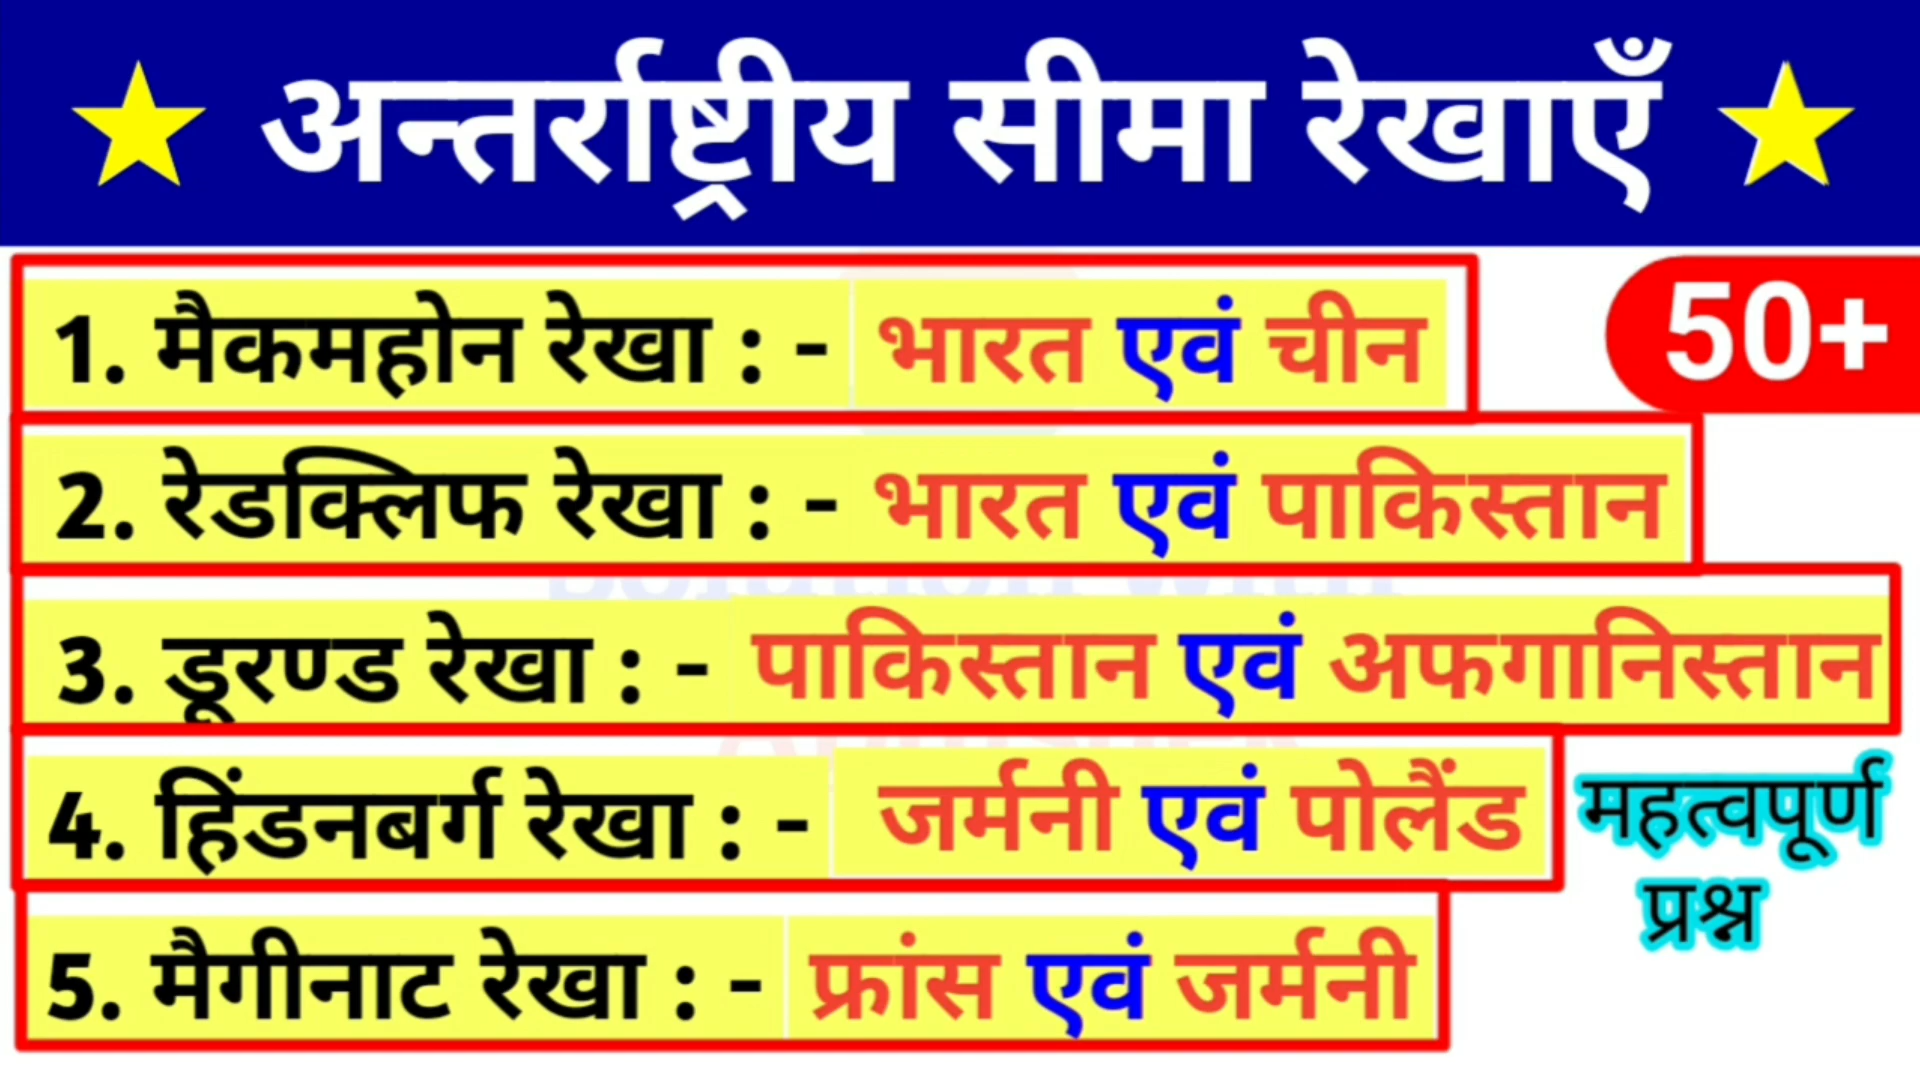 अन्तर्राष्ट्रीय सीमा रेखाएँ
1. मैकमहोन रेखा : - भारत एवं चीन
50+
2. रेडक्लिफ रेखा : - भारत एवं पाकिस्तान
3. डूरण्ड रेखा : - पाकिस्तान एवं अफगानिस्तान
4. हिंडनबर्ग रेखा : - जर्मनी एवं पोलैंड
महत्वपूर्ण
प्रश्न
5. मैगीनाट रेखा : - फ्रांस एवं जर्मनी